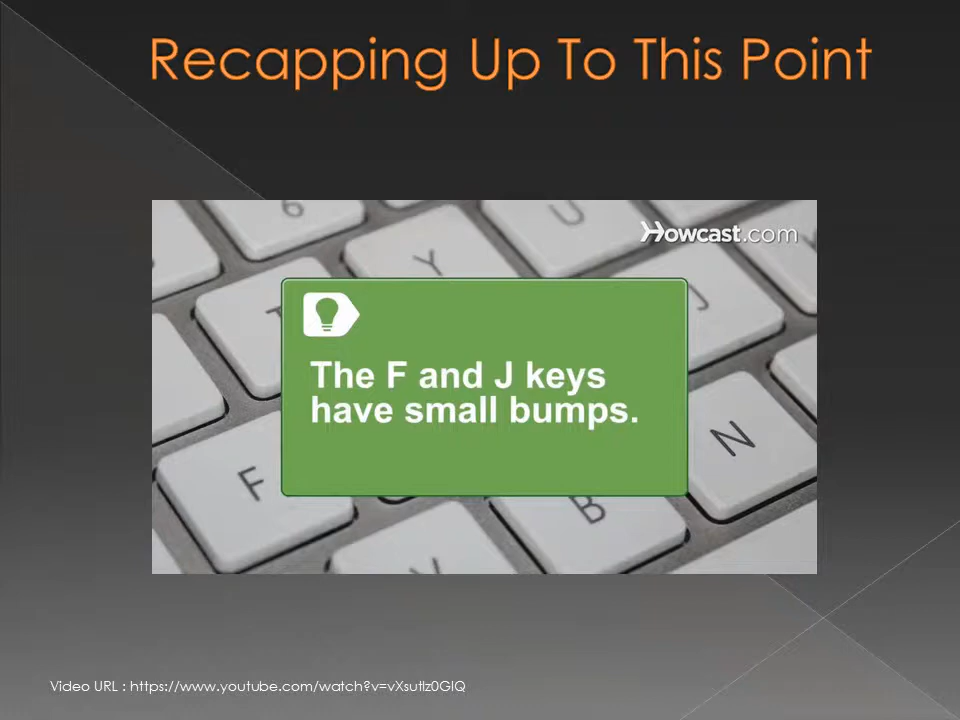 Recapping Up To This Point
6
U
Howcast.com
Y
T
J
The F and J keys
have small bumps.
N
F
B
V
Video URL : https://www.youtube.com/watch?v=vXsutlz0GlQ